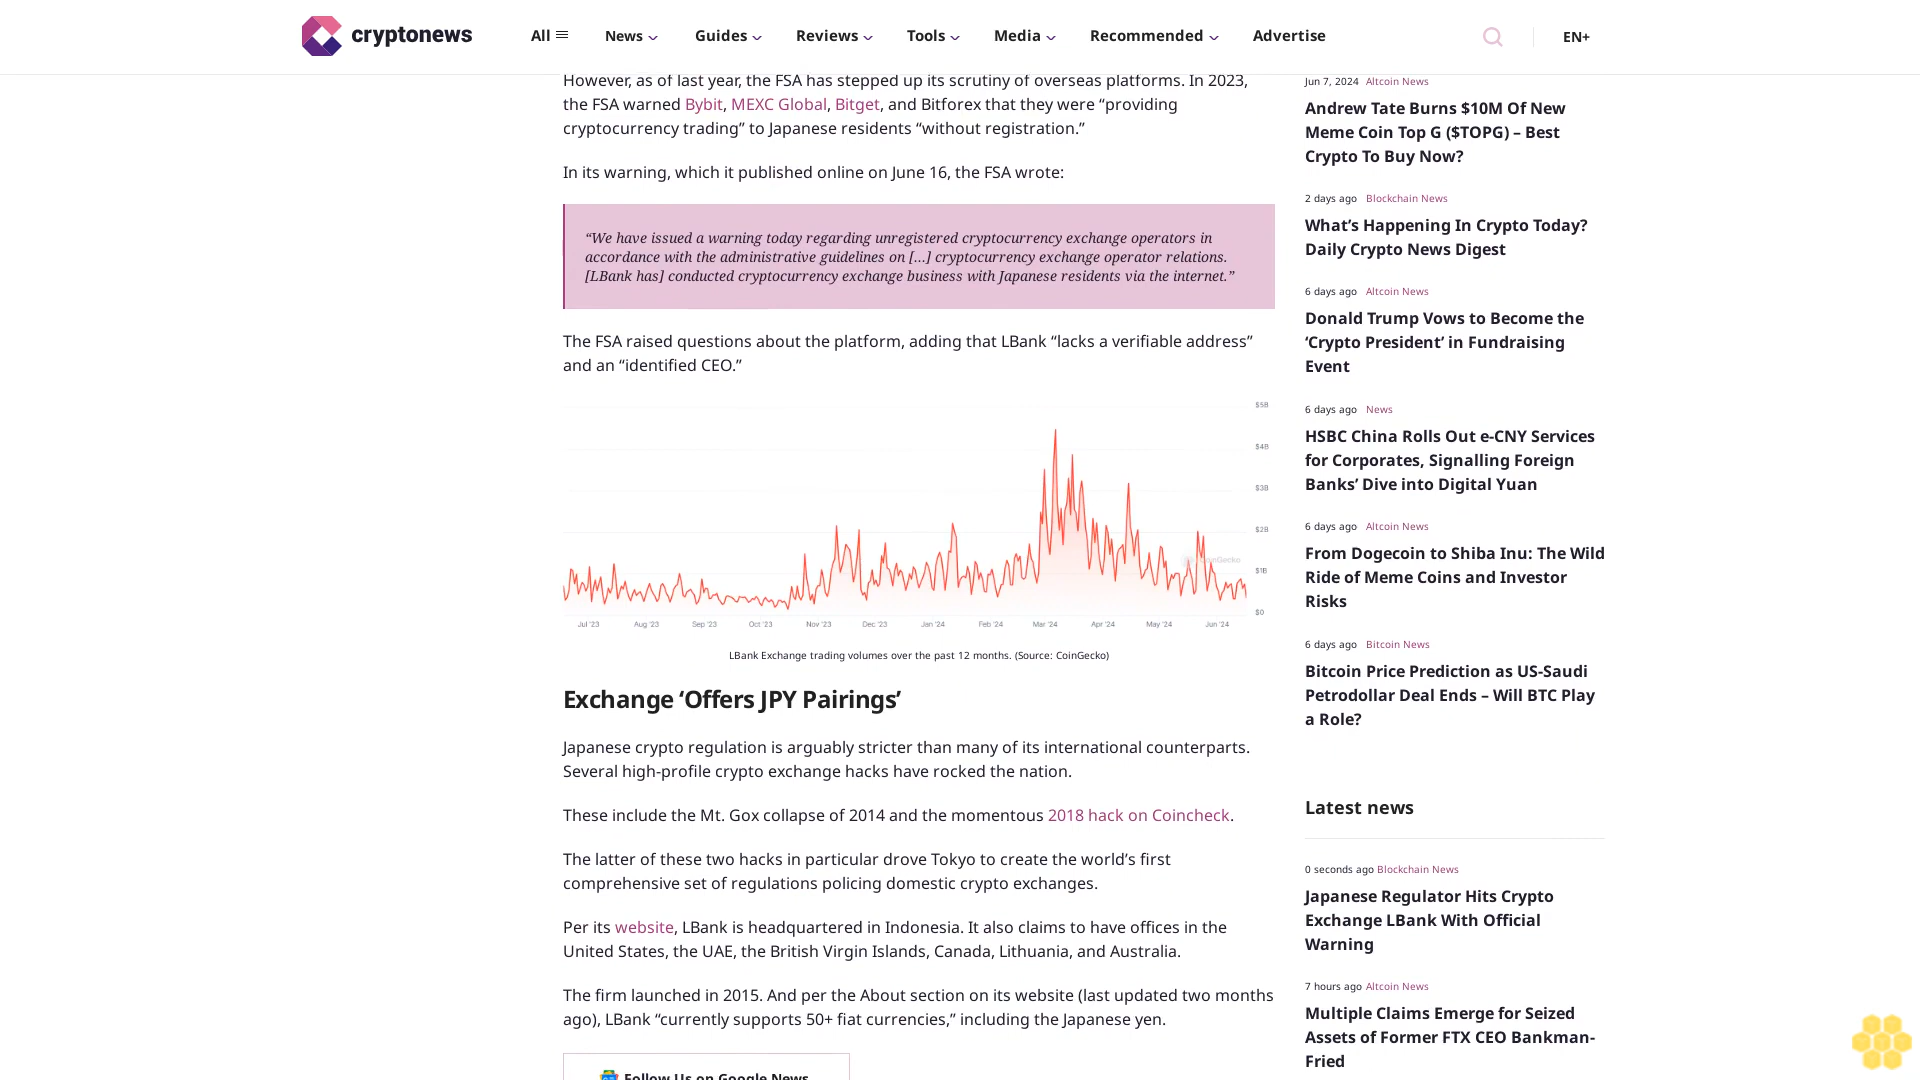 cryptonews
All
News
Guides
Reviews
Tools
Media
Recommended
Advertise
EN+
However, as of last year, the FSA has stepped up its scrutiny of overseas platforms. In 2023,
the FSA warned Bybit, MEXC Global, Bitget, and Bitforex that they were “providing
cryptocurrency trading” to Japanese residents “without registration.”
In its warning, which it published online on June 16, the FSA wrote:
“We have issued a warning today regarding unregistered cryptocurrency exchange operators in
accordance with the administrative guidelines on […] cryptocurrency exchange operator relations.
[LBank has] conducted cryptocurrency exchange business with Japanese residents via the internet.”
The FSA raised questions about the platform, adding that LBank “lacks a verifiable address”
and an “identified CEO.”
$5B
$4B
$3B
$2B
$1B
$0
Jul '23
Aug '23
Sep '23
Oct '23
Nov '23
Dec '23
Jan '24
Feb '24
Mar '24
Apr '24
May '24
Jun '24
LBank Exchange trading volumes over the past 12 months. (Source: CoinGecko)
Exchange ‘Offers JPY Pairings’
Japanese crypto regulation is arguably stricter than many of its international counterparts.
Several high-profile crypto exchange hacks have rocked the nation.
These include the Mt. Gox collapse of 2014 and the momentous 2018 hack on Coincheck.
The latter of these two hacks in particular drove Tokyo to create the world’s first
comprehensive set of regulations policing domestic crypto exchanges.
Per its website, LBank is headquartered in Indonesia. It also claims to have offices in the
United States, the UAE, the British Virgin Islands, Canada, Lithuania, and Australia.
The firm launched in 2015. And per the About section on its website (last updated two months
ago), LBank “currently supports 50+ fiat currencies,” including the Japanese yen.
Follow Us on Google News
Jun 7, 2024 Altcoin News
Andrew Tate Burns $10M Of New
Meme Coin Top G ($TOPG) – Best
Crypto To Buy Now?
2 days ago Blockchain News
What’s Happening In Crypto Today?
Daily Crypto News Digest
6 days ago Altcoin News
Donald Trump Vows to Become the
‘Crypto President’ in Fundraising
Event
6 days ago News
HSBC China Rolls Out e-CNY Services
for Corporates, Signalling Foreign
Banks’ Dive into Digital Yuan
6 days ago Altcoin News
From Dogecoin to Shiba Inu: The Wild
Ride of Meme Coins and Investor
Risks
6 days ago Bitcoin News
Bitcoin Price Prediction as US-Saudi
Petrodollar Deal Ends – Will BTC Play
a Role?
Latest news
0 seconds ago Blockchain News
Japanese Regulator Hits Crypto
Exchange LBank With Official
Warning
7 hours ago Altcoin News
Multiple Claims Emerge for Seized
Assets of Former FTX CEO Bankman-
Fried